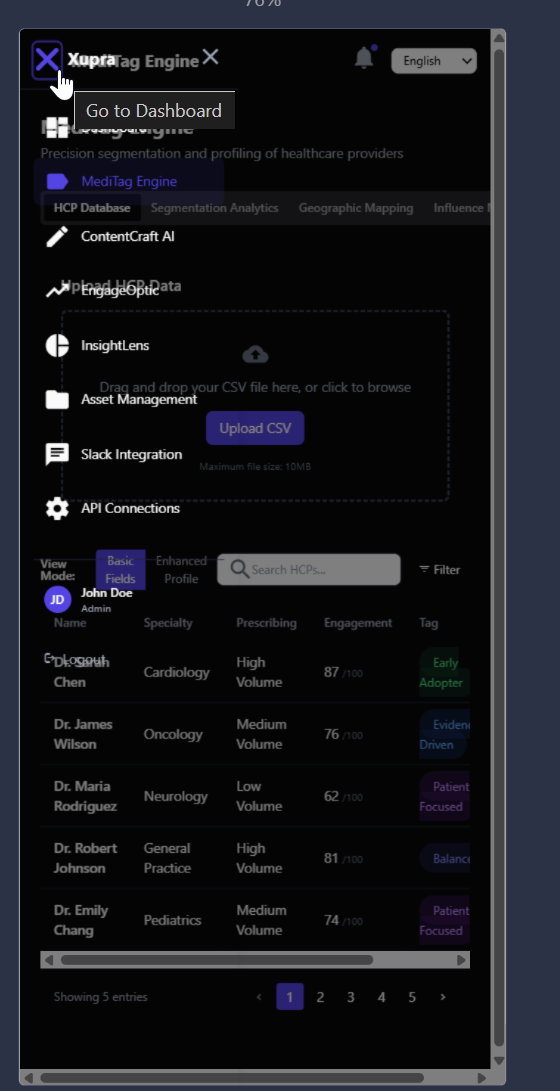 76%
Xupra
MediTag Engine
English
Go to Dashboard
Dashboard
MediTag Engine
Precision segmentation and profiling of healthcare providers
MediTag Engine
HCP Database Segmentation Analytics Geographic Mapping Influence
ContentCraft AI
Upload HCP Data
EngageOptic
InsightLens
Drag and drop your CSV file here, or click to browse
Asset Management
Upload CSV
Slack Integration
Maximum file size: 10MB
API Connections
View
Mode:
Basic
Fields
Enhanced
Profile
Search HCPs...
Filter
JD
John Doe
Admin
Name Specialty Prescribing Engagement Tag
Logout
Dr. Sarah
Chen
Cardiology
High
Volume
87 /100
Early
Adopter
Dr. James
Wilson
Oncology
Medium
Volume
76 /100
Eviden
Driven
Dr. Maria
Rodriguez
Neurology
Low
Volume
62 /100
Patient
Focused
Dr. Robert
Johnson
General
Practice
High
Volume
81 /100
Balanc
Dr. Emily
Chang
Pediatrics
Medium
Volume
74 /100
Patient
Focused
Showing 5 entries
‹ 1 2 3 4 5 ›